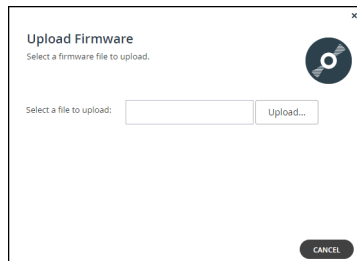 ×
Upload Firmware
Select a firmware file to upload.
Select a file to upload:
Upload...
CANCEL